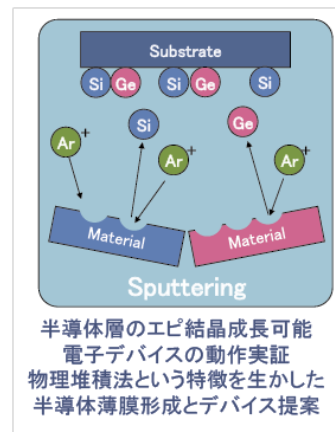 Substrate
Si Ge Si Ge Si
Si Ge
Ar+ Ar+ Ar+
Material Material
Sputtering
半導体層のエピ結晶成長可能
電子デバイスの動作実証
物理堆積法という特徴を生かした
半導体薄膜形成とデバイス提案